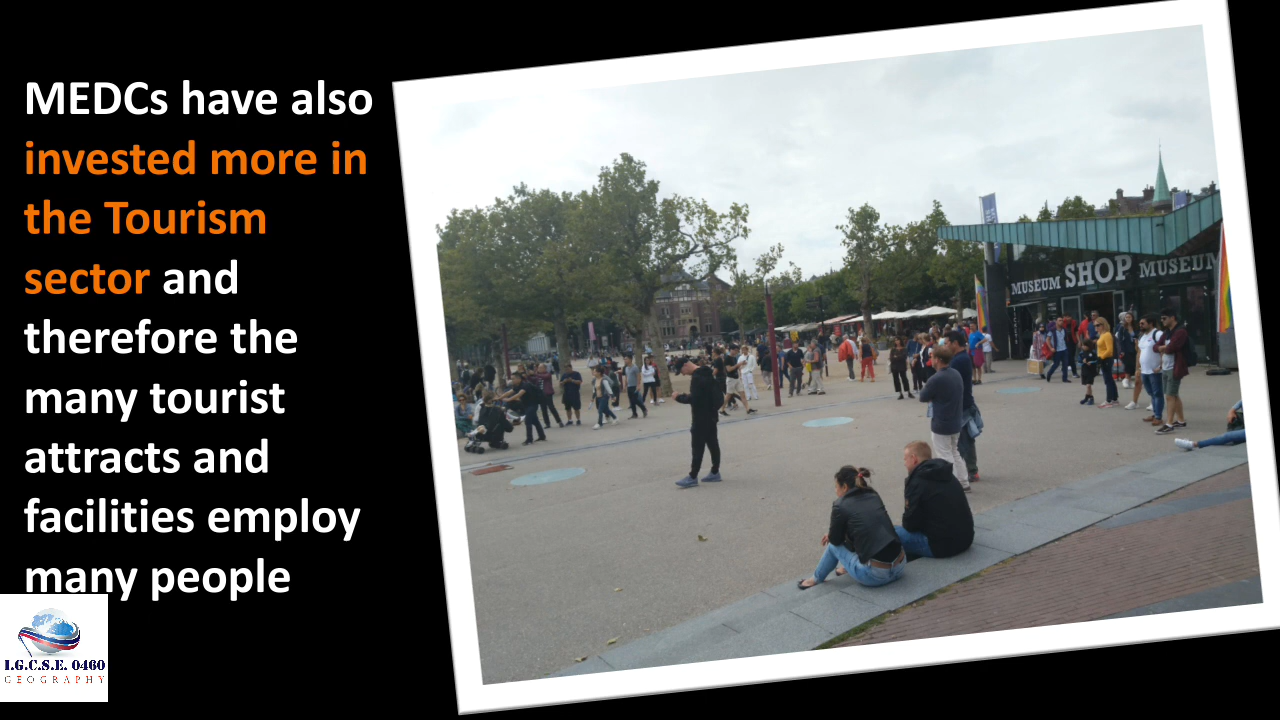 MEDCs have also
invested more in
the Tourism
sector and
therefore the
many tourist
attracts and
facilities employ
many people
MUSEUM SHOP MUSEUM
I.G.C.S.E. 0460
GEOGRAPHY